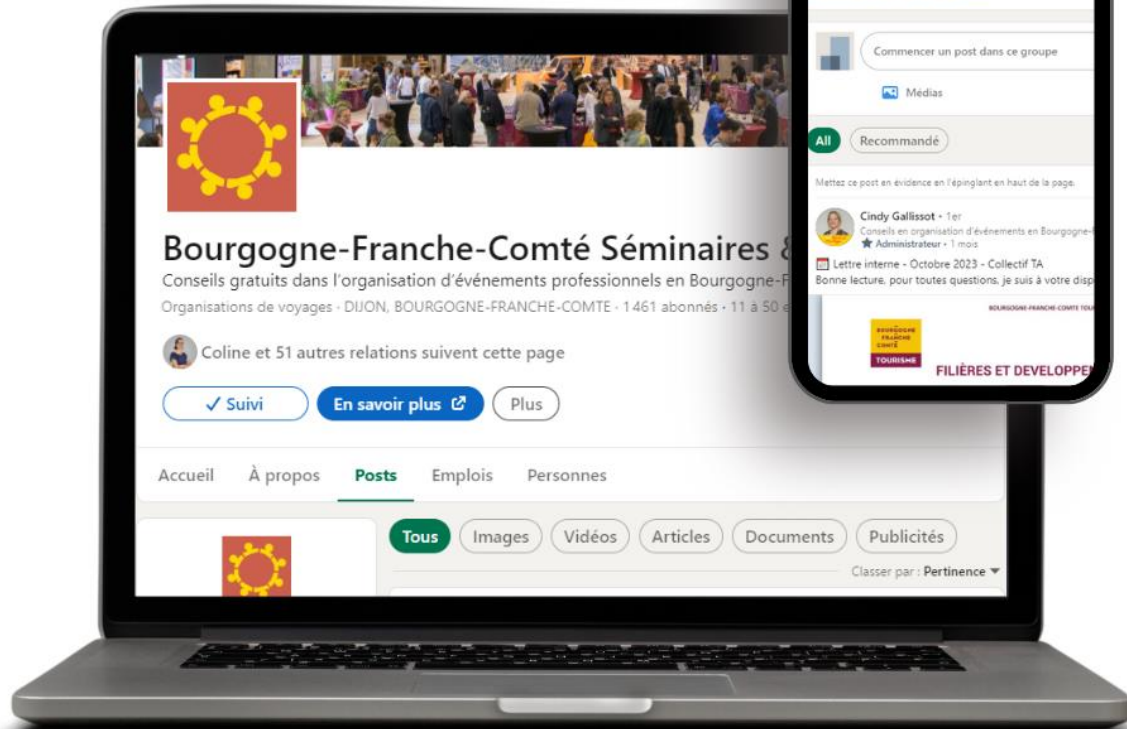 Bourgogne-Franche-Comté Séminaires &
Conseils gratuits dans l'organisation d'événements professionnels en Bourgogne-F
Organisations de voyages · DIJON, BOURGOGNE-FRANCHE-COMTE · 1 461 abonnés · 11 à 50 e
Coline et 51 autres relations suivent cette page
✓ Suivi
En savoir plus
Plus
Accueil À propos Posts Emplois Personnes
Tous Images Vidéos Articles Documents Publicités
Classer par : Pertinence
Commencer un post dans ce groupe
Médias
All Recommandé
Mettez ce post en évidence en l'épinglant en haut de la page.
Cindy Gallissot • 1er
Conseils en organisation d'événements en Bourgogne-F
Administrateur • 1 mois
Lettre interne - Octobre 2023 - Collectif TA
Bonne lecture, pour toutes questions, je suis à votre disp
BOURGOGNE-FRANCHE-COMTÉ TOU
BOURGOGNE
FRANCHE
COMTÉ
TOURISME
FILIÈRES ET DEVELOPPE